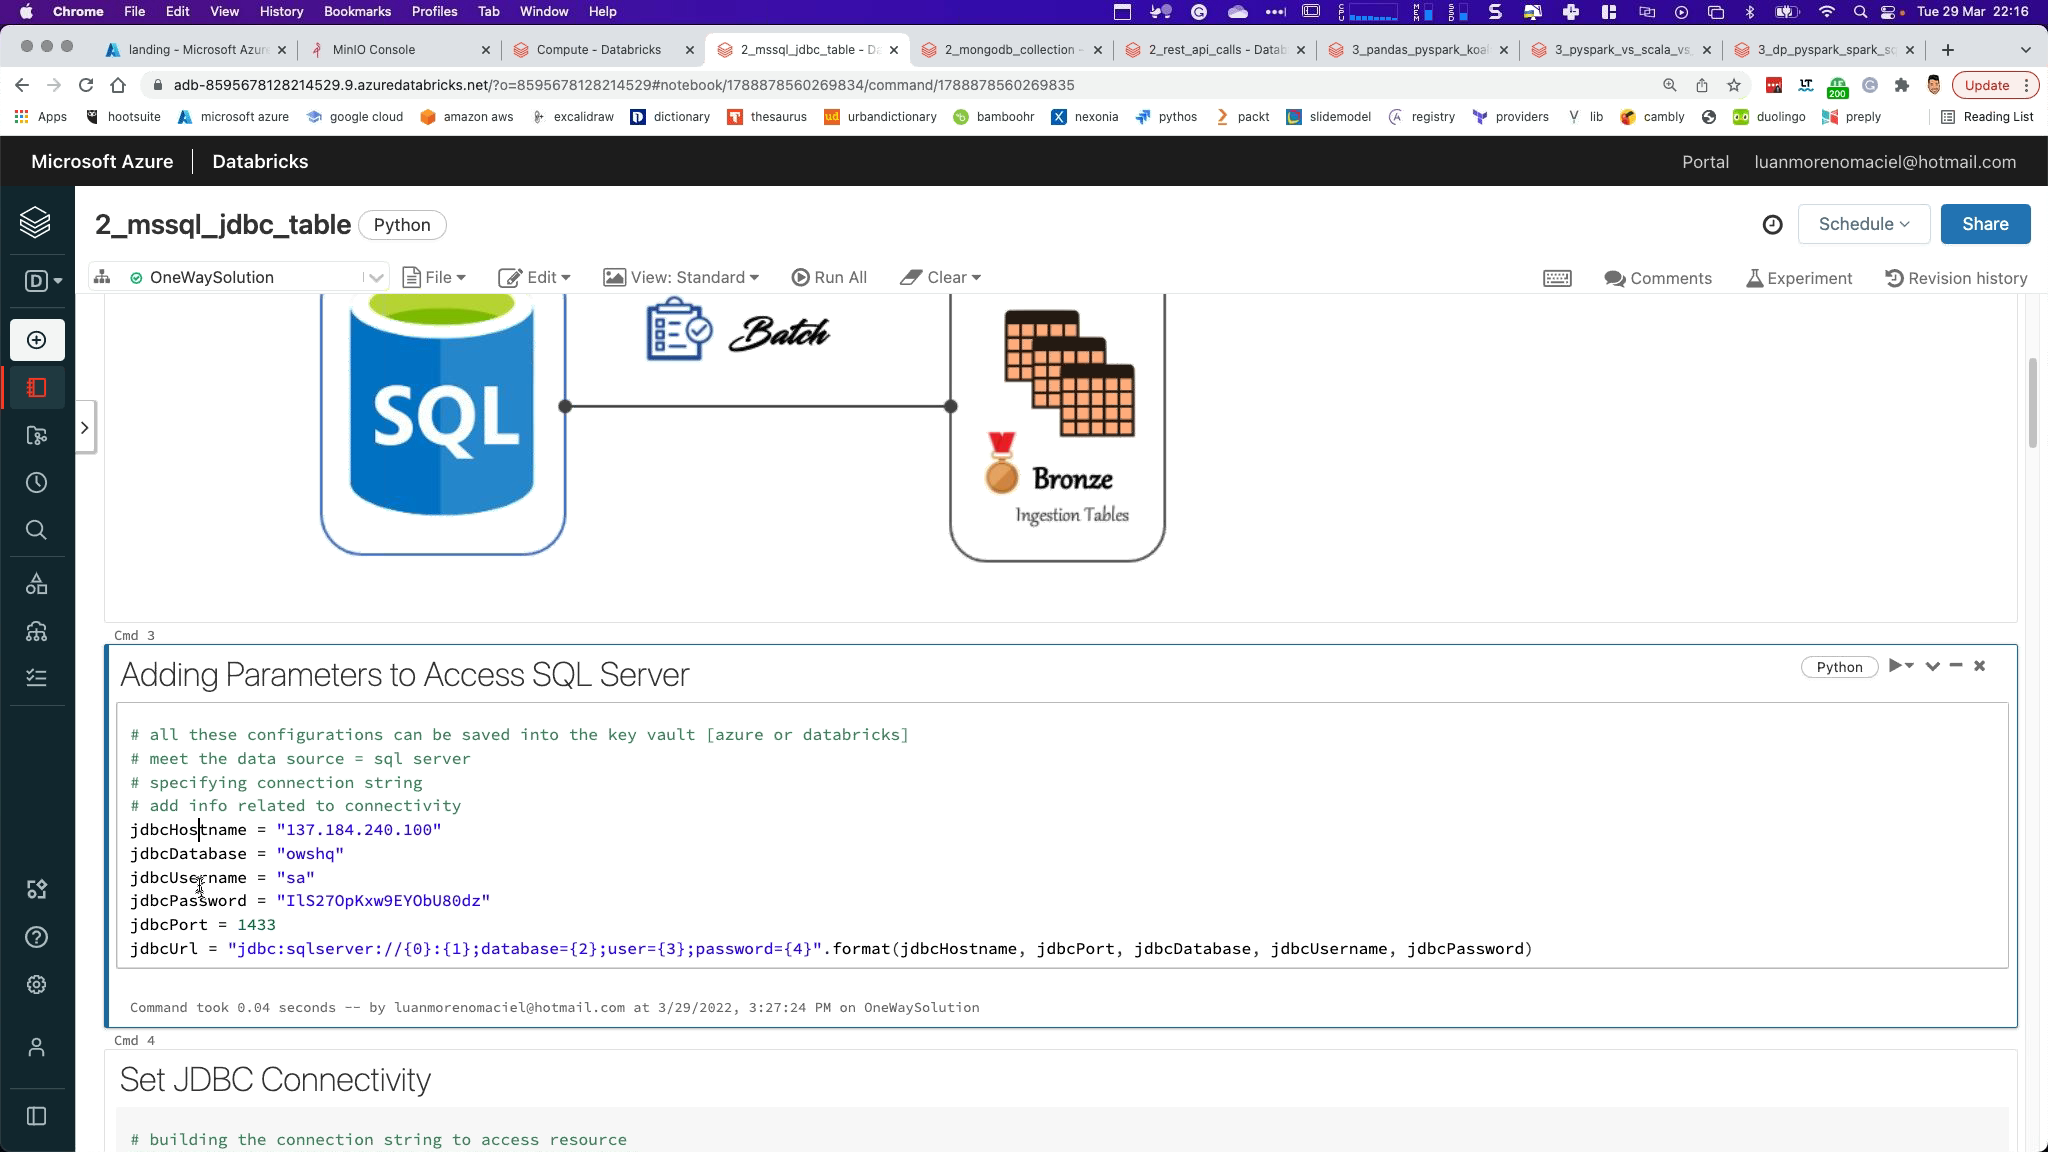 Chrome File Edit View History Bookmarks Profiles Tab Window Help Tue 29 Mar 22:16
landing - Microsoft Azur MinIO Console Compute - Databricks 2_mssql_jdbc_table - D 2_mongodb_collection - 2_rest_api_calls - Datab 3_pandas_pyspark_koal 3_pyspark_vs_scala_vs_ 3_dp_pyspark_spark_sq
adb-8595678128214529.9.azuredatabricks.net/?o=8595678128214529#notebook/1788878560269834/command/1788878560269835 200 Update
Apps hootsuite microsoft azure google cloud amazon aws excalidraw dictionary thesaurus urbandictionary bamboohr nexonia pythos packt slidemodel registry providers lib cambly duolingo preply Reading List
Microsoft Azure Databricks Portal luanmorenomaciel@hotmail.com
2_mssql_jdbc_table Python Schedule Share
D OneWaySolution File Edit View: Standard Run All Clear Comments Experiment Revision history
Batch
SQL
Bronze
Ingestion Tables
Cmd 3
Adding Parameters to Access SQL Server Python
# all these configurations can be saved into the key vault [azure or databricks]
# meet the data source = sql server
# specifying connection string
# add info related to connectivity
jdbcHostname = "137.184.240.100"
jdbcDatabase = "owshq"
jdbcUsername = "sa"
jdbcPassword = "IlS27OpKxw9EYObU80dz"
jdbcPort = 1433
jdbcUrl = "jdbc:sqlserver://{0}:{1};database={2};user={3};password={4}".format(jdbcHostname, jdbcPort, jdbcDatabase, jdbcUsername, jdbcPassword)
Command took 0.04 seconds -- by luanmorenomaciel@hotmail.com at 3/29/2022, 3:27:24 PM on OneWaySolution
Cmd 4
Set JDBC Connectivity
# building the connection string to access resource